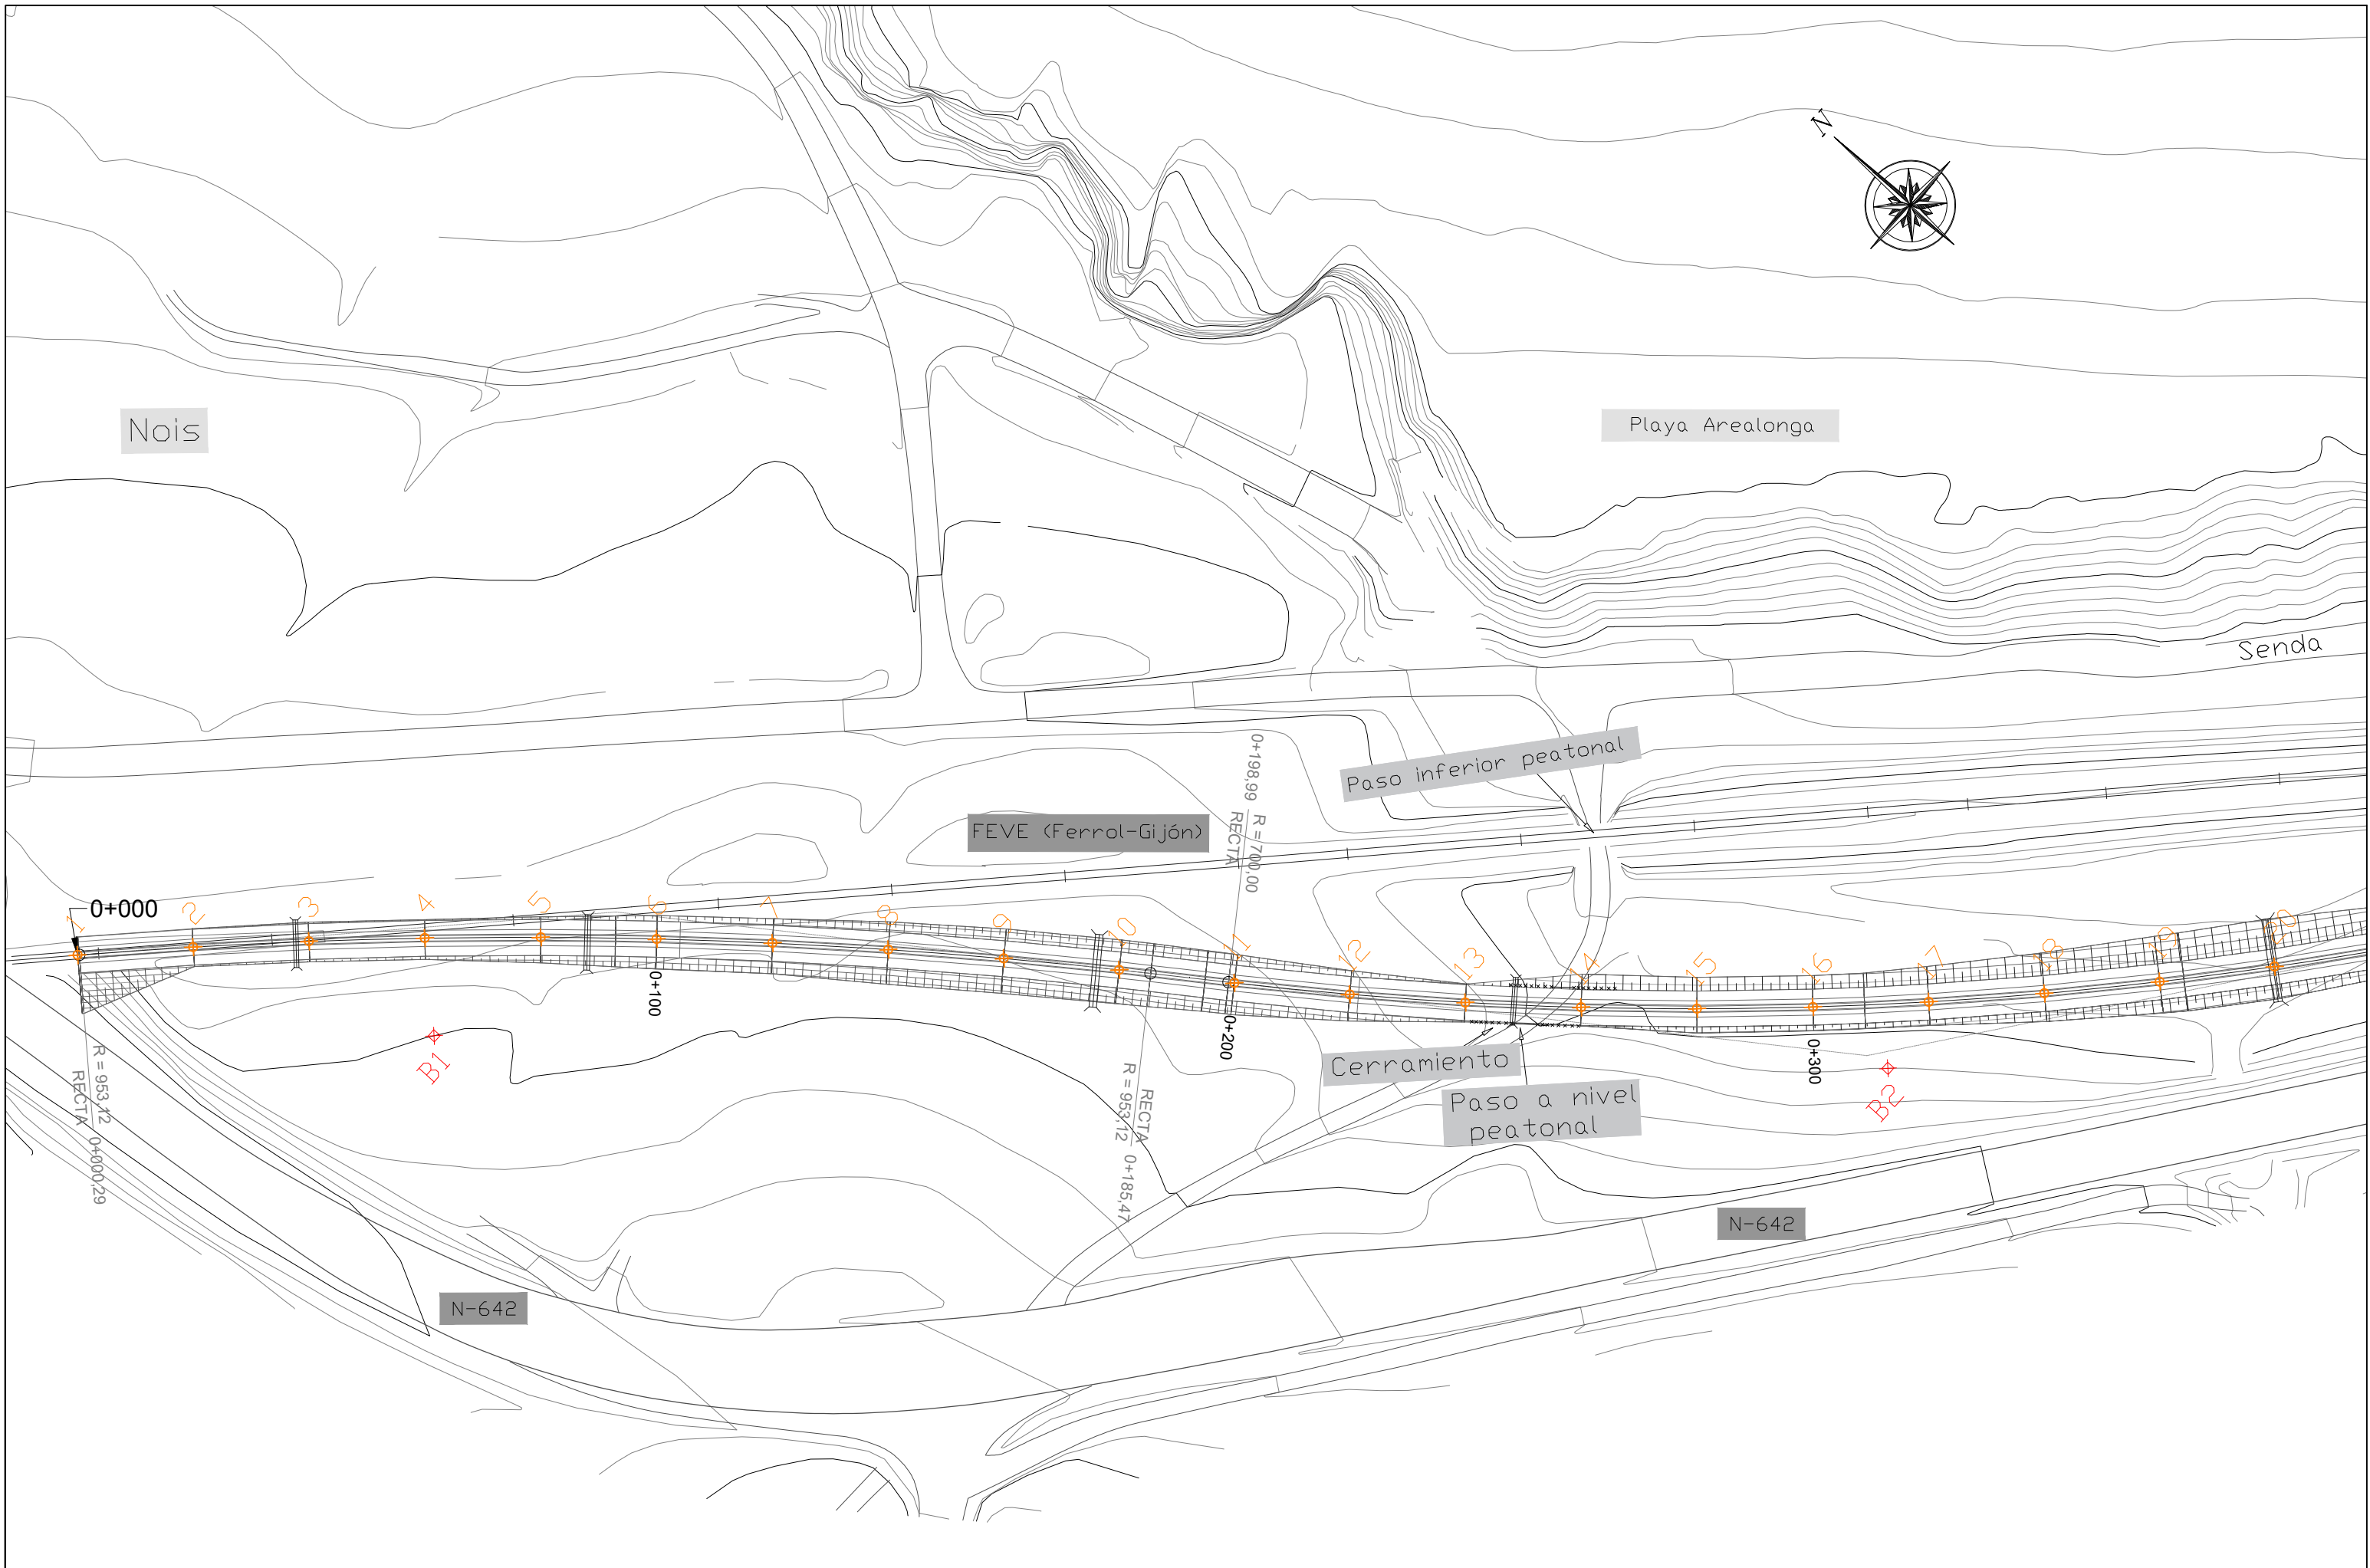 N
Nois
Playa Arealonga
Senda
Paso inferior peatonal
FEVE (Ferrol-Gijón)
0+198,99 R = 700,00
RECTA
0+000
1
2
3
4
5
6
7
8
9
10
11
12
13
14
15
16
17
18
19
20
0+100
0+200
0+300
B1
B2
R = 953,12
RECTA 0+000,29
RECTA
R = 953,12 0+185,47
Cerramiento
Paso a nivel
peatonal
N-642
N-642